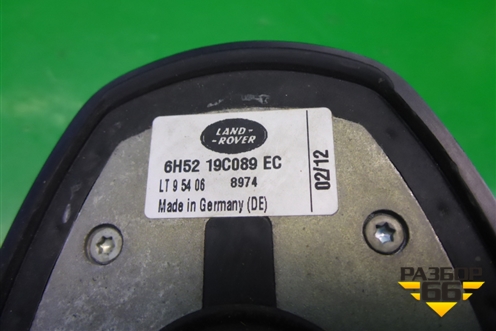 LAND-
-ROVER
6H52 19C089 EC
LT 9 54 06 8974
Made in Germany (DE)
02/12
РАЗБОР
66